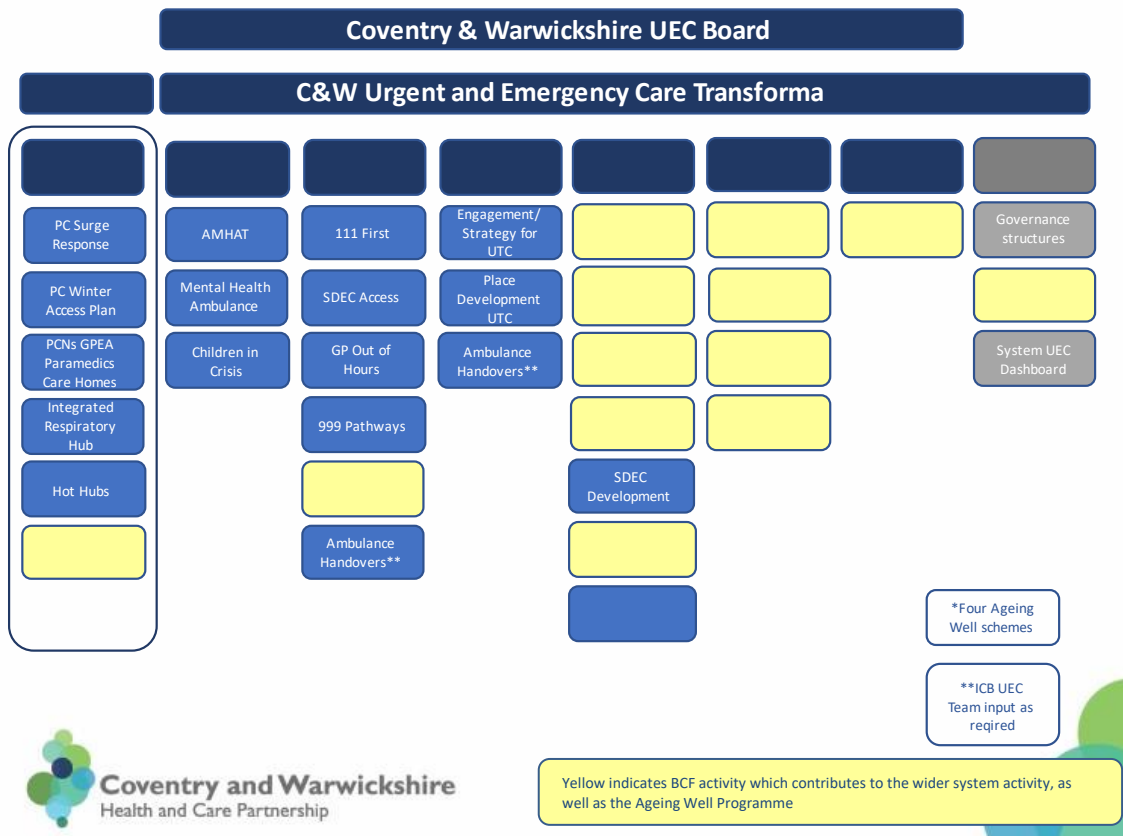 Coventry & Warwickshire UEC Board
C&W Urgent and Emergency Care Transforma
PC Surge
Response
PC Winter
Access Plan
PCNs GPEA
Paramedics
Care Homes
Integrated
Respiratory
Hub
Hot Hubs
AMHAT
Mental Health
Ambulance
Children in
Crisis
111 First
SDEC Access
GP Out of
Hours
999 Pathways
Ambulance
Handovers**
Engagement/
Strategy for
UTC
Place
Development
UTC
Ambulance
Handovers**
SDEC
Development
Governance
structures
System UEC
Dashboard
*Four Ageing
Well schemes
**ICB UEC
Team input as
reqired
Coventry and Warwickshire
Health and Care Partnership
Yellow indicates BCF activity which contributes to the wider system activity, as
well as the Ageing Well Programme